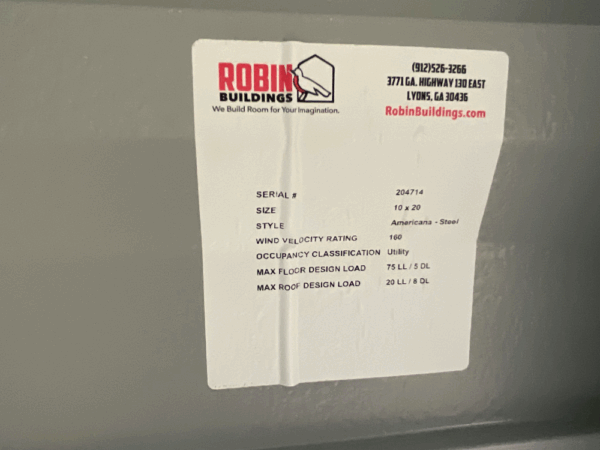 ROBIN
BUILDINGS
We Build Room for Your Imagination.
(912)526-3266
3771 GA. HIGHWAY 130 EAST
LYONS, GA 30436
RobinBuildings.com
SERIAL # 204714
SIZE 10 x 20
STYLE Americana - Steel
WIND VELOCITY RATING 160
OCCUPANCY CLASSIFICATION Utility
MAX FLOOR DESIGN LOAD 75 LL / 5 DL
MAX ROOF DESIGN LOAD 20 LL / 8 DL